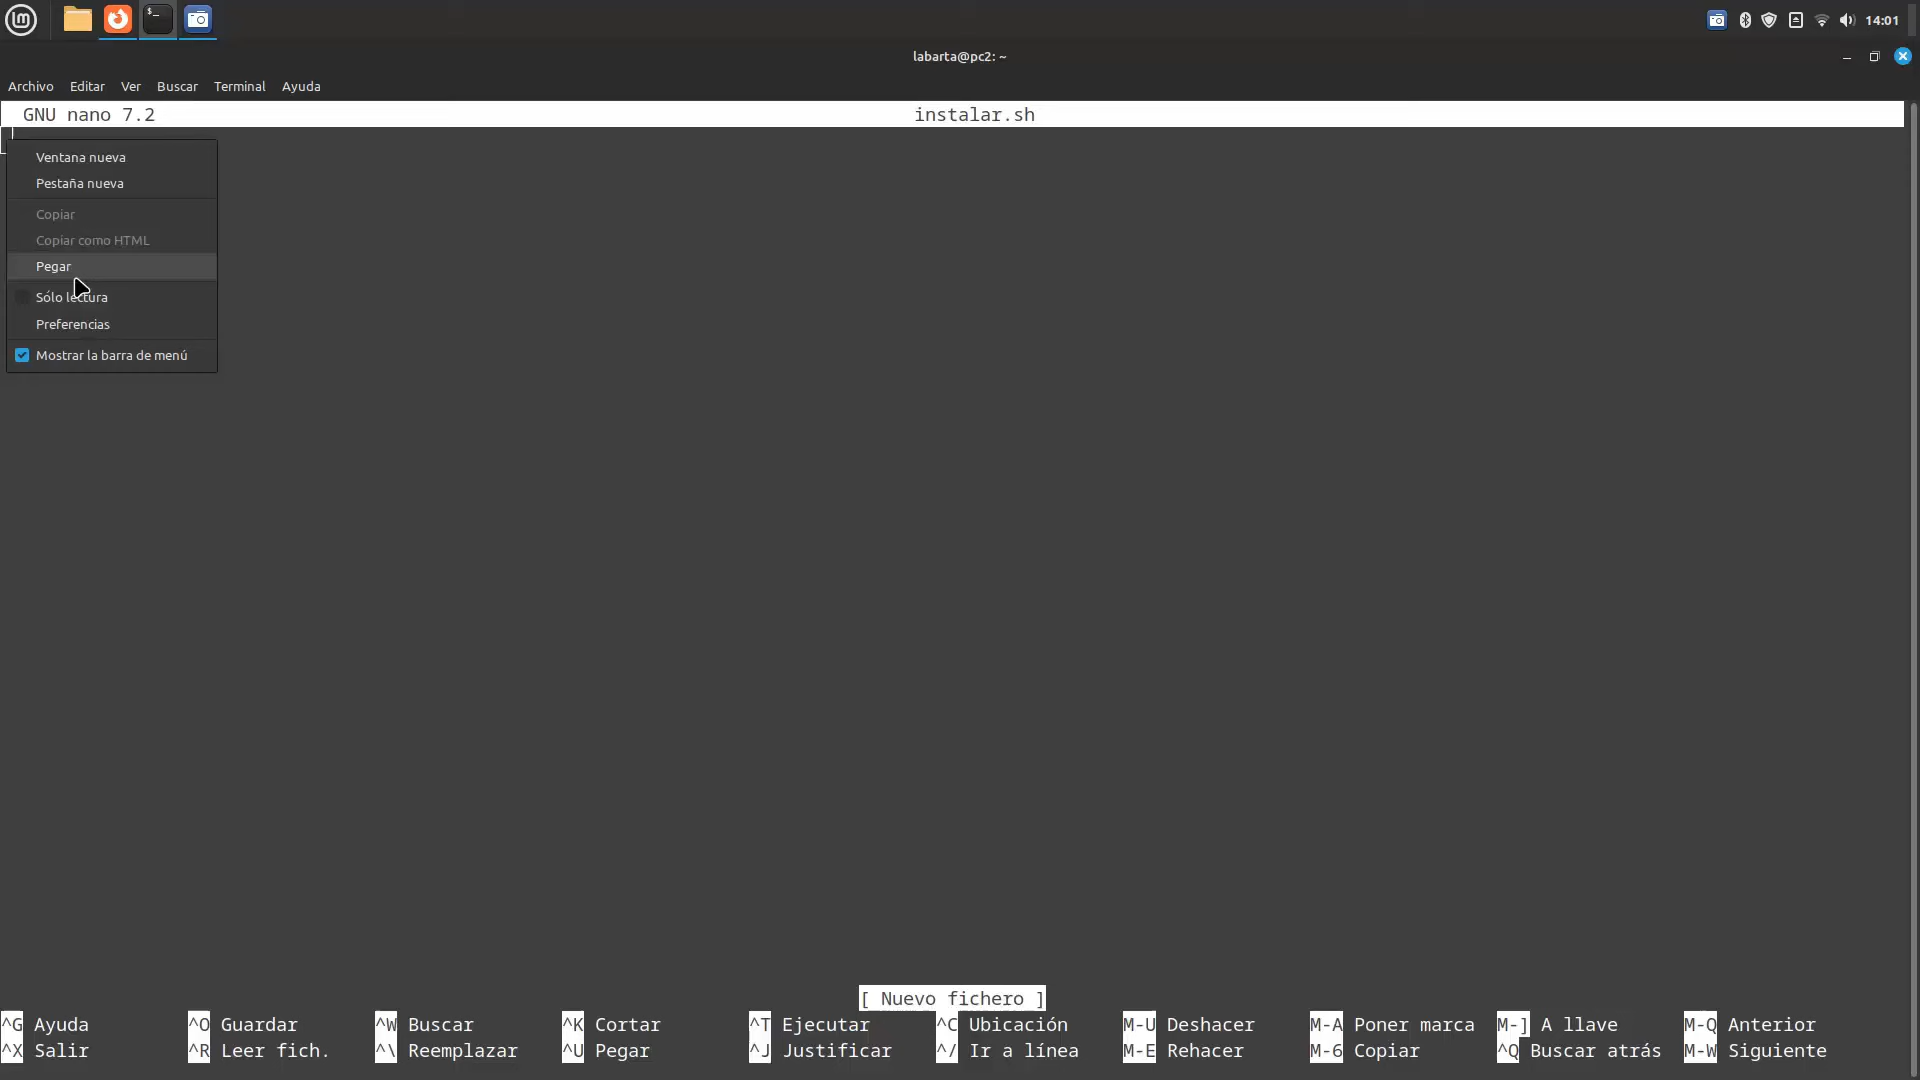 14:01
labarta@pc2: ~
Archivo Editar Ver Buscar Terminal Ayuda
GNU nano 7.2 instalar.sh
Ventana nueva
Pestaña nueva
Copiar
Copiar como HTML
Pegar
Sólo lectura
Preferencias
Mostrar la barra de menú
[ Nuevo fichero ]
^G Ayuda ^O Guardar ^W Buscar ^K Cortar ^T Ejecutar ^C Ubicación M-U Deshacer M-A Poner marca M-] A llave M-Q Anterior
^X Salir ^R Leer fich. ^\ Reemplazar ^U Pegar ^J Justificar ^/ Ir a línea M-E Rehacer M-6 Copiar ^Q Buscar atrás M-W Siguiente